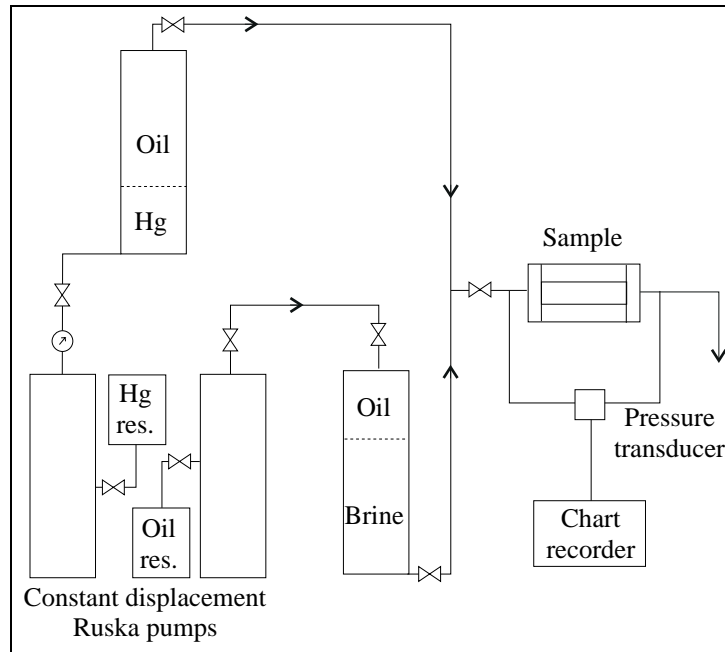 Oil
Hg
Sample
Hg
res.
Oil
res.
Oil
Brine
Pressure
transducer
Chart
recorder
Constant displacement
Ruska pumps